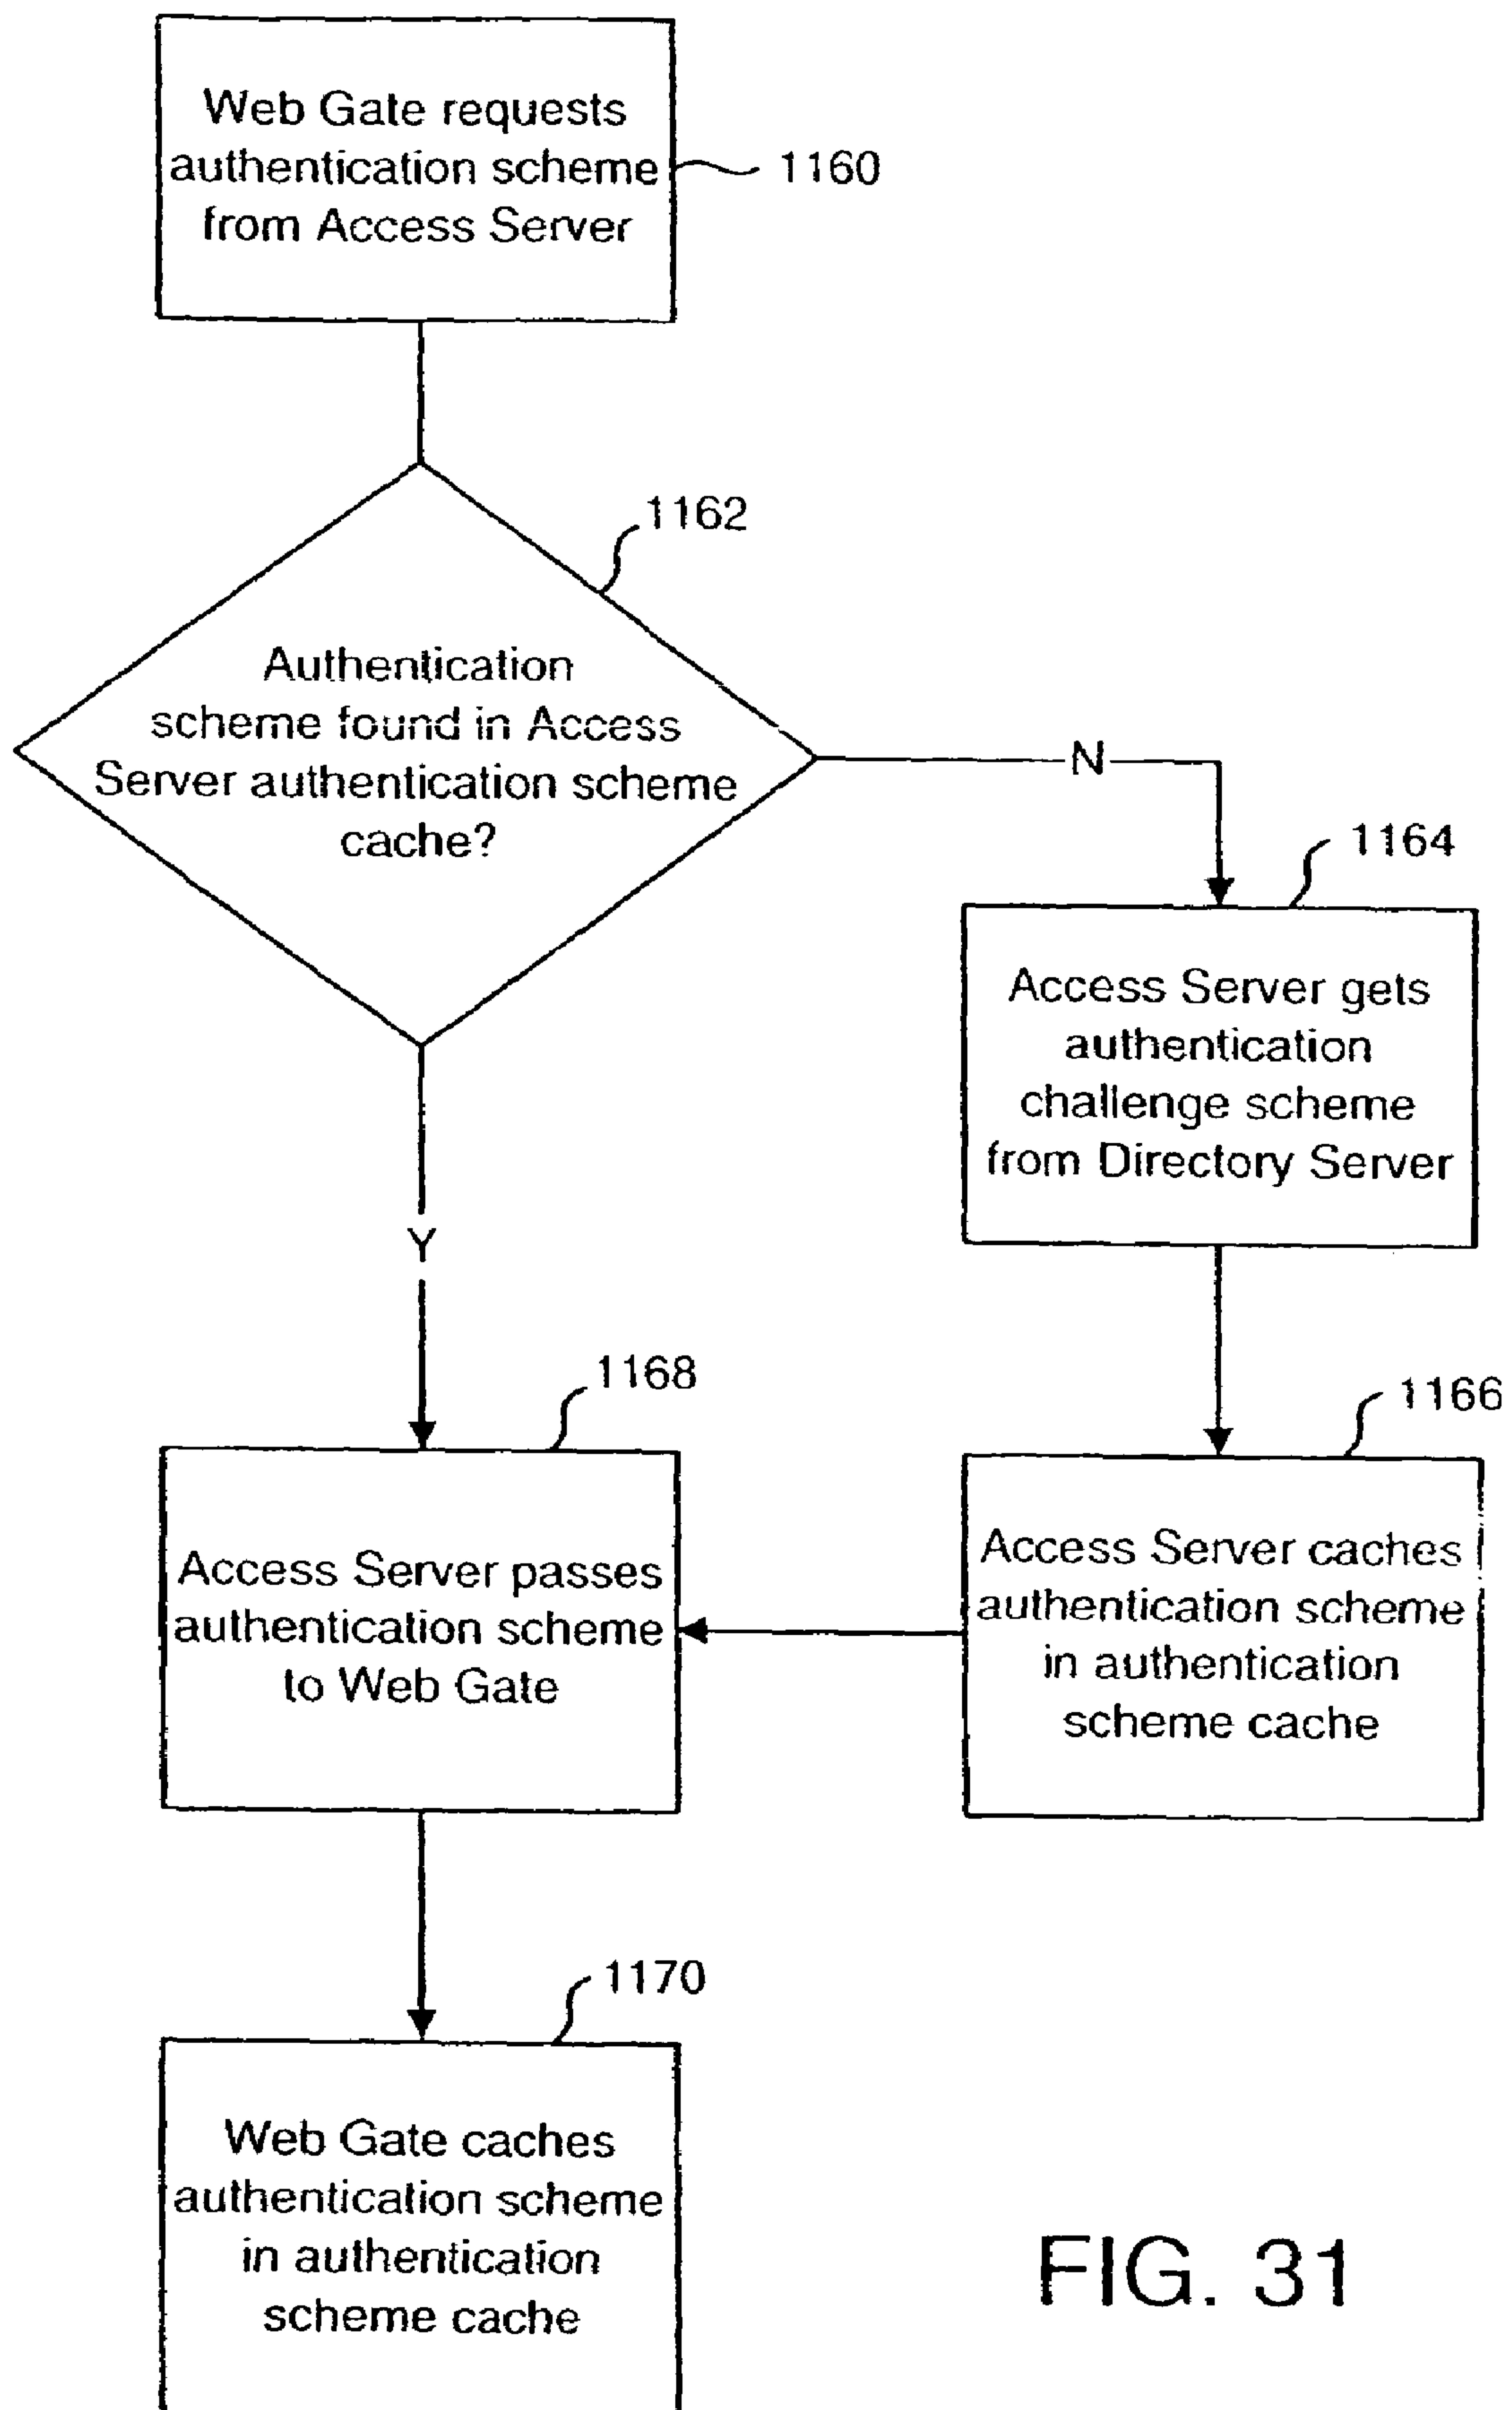 Web Gate requests
authentication scheme
from Access Server
1160
1162
Authentication
scheme found in Access
Server authentication scheme
cache?
N
1164
Access Server gets
authentication
challenge scheme
from Directory Server
Y
1168
1166
Access Server passes
authentication scheme
to Web Gate
Access Server caches
authentication scheme
in authentication
scheme cache
1170
Web Gate caches
authentication scheme
in authentication
scheme cache
FIG. 31